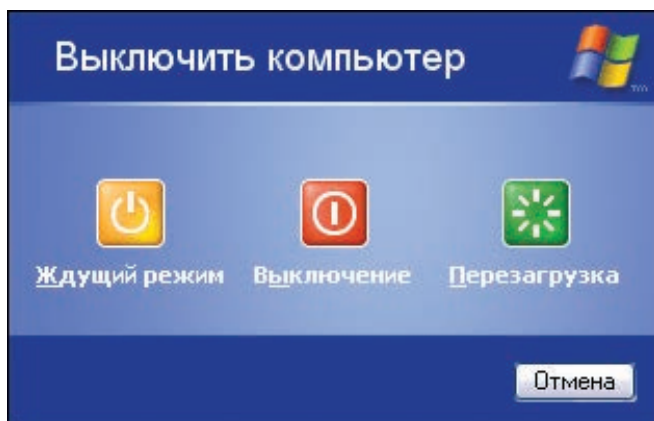 Выключить компьютер
Ждущий режим Выключение Перезагрузка
Отмена